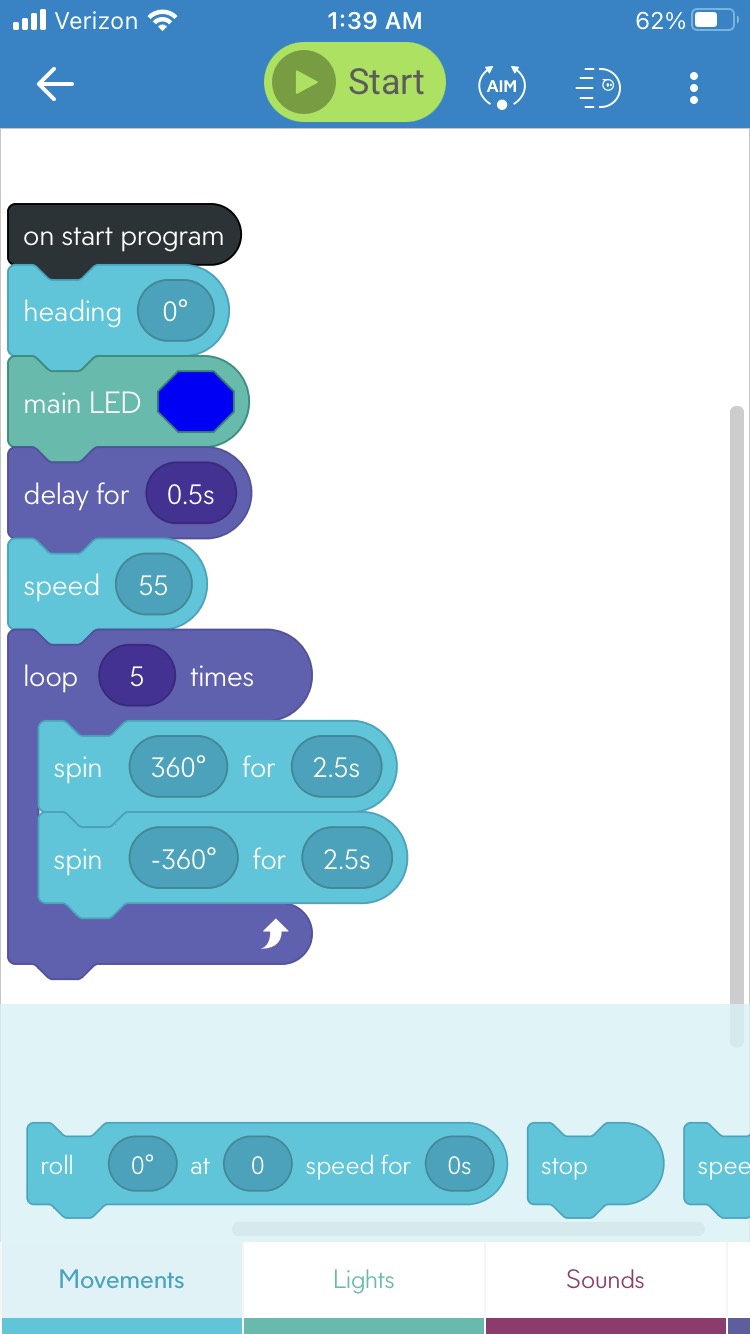 Verizon 1:39 AM 62%
Start AIM
on start program
heading 0°
main LED
delay for 0.5s
speed 55
loop 5 times
spin 360° for 2.5s
spin -360° for 2.5s
roll 0° at 0 speed for 0s stop spee
Movements Lights Sounds